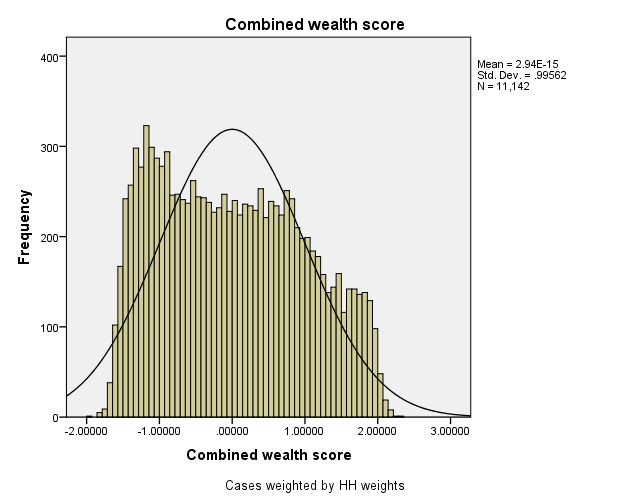 Combined wealth score
Mean = 2.94E-15
Std. Dev. = .99562
N = 11,142
400
300
200
100
0
Frequency
-2.00000 -1.00000 .00000 1.00000 2.00000 3.00000
Combined wealth score
Cases weighted by HH weights